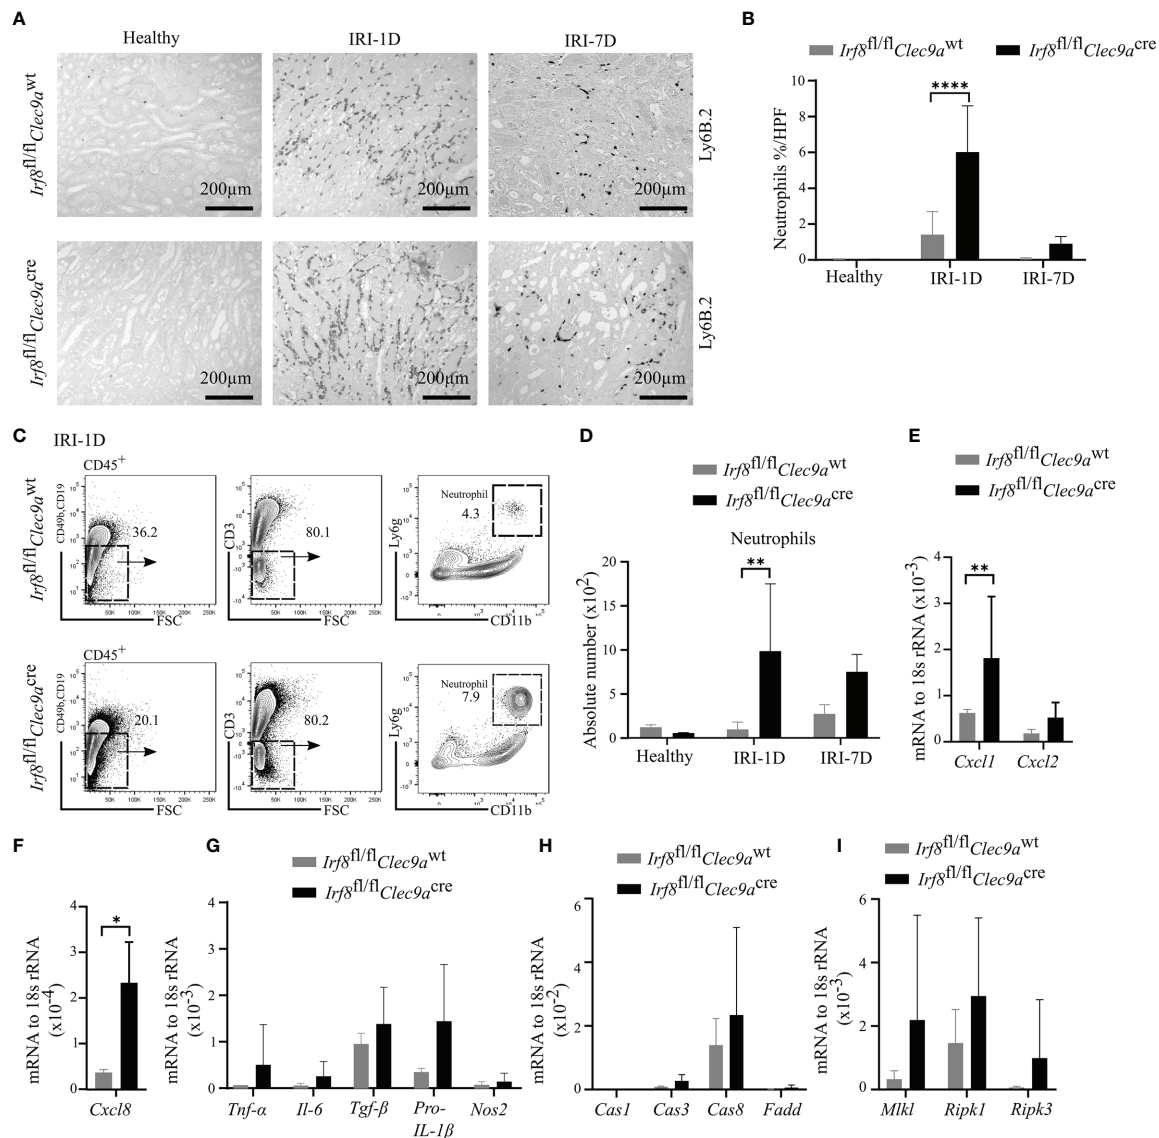 A
Healthy
IRI-1D
IRI-7D
Irf8fl/flClec9awt
200µm
200µm
200µm
Ly6B.2
Irf8fl/flClec9acre
200µm
200µm
200µm
Ly6B.2
B
Irf8fl/flClec9awt
Irf8fl/flClec9acre
Neutrophils %/HPF
10
8
6
4
2
0
****
Healthy
IRI-1D
IRI-7D
C
IRI-1D
Irf8fl/flClec9awt
CD45+
CD49b,CD19
36.2
FSC
CD3
80.1
FSC
Ly6g
Neutrophil
4.3
CD11b
Irf8fl/flClec9acre
CD45+
CD49b,CD19
20.1
FSC
CD3
80.2
FSC
Ly6g
Neutrophil
7.9
CD11b
D
Irf8fl/flClec9awt
Irf8fl/flClec9acre
Neutrophils
Absolute number (x102)
20
15
10
5
0
**
Healthy
IRI-1D
IRI-7D
E
Irf8fl/flClec9awt
Irf8fl/flClec9acre
mRNA to 18s rRNA (x10-3)
4
3
2
1
0
**
Cxcl1
Cxcl2
F
mRNA to 18s rRNA
(x10-4)
4
3
2
1
0
*
Cxcl8
G
Irf8fl/flClec9awt
Irf8fl/flClec9acre
mRNA to 18s rRNA
(x10-3)
4
3
2
1
0
Tnf-α
Il-6
Tgf-β
Pro-
IL-1β
Nos2
H
Irf8fl/flClec9awt
Irf8fl/flClec9acre
mRNA to 18s rRNA
(x10-2)
6
4
2
0
Cas1
Cas3
Cas8
Fadd
I
Irf8fl/flClec9awt
Irf8fl/flClec9acre
mRNA to 18s rRNA
(x10-3)
6
4
2
0
Mlkl
Ripk1
Ripk3